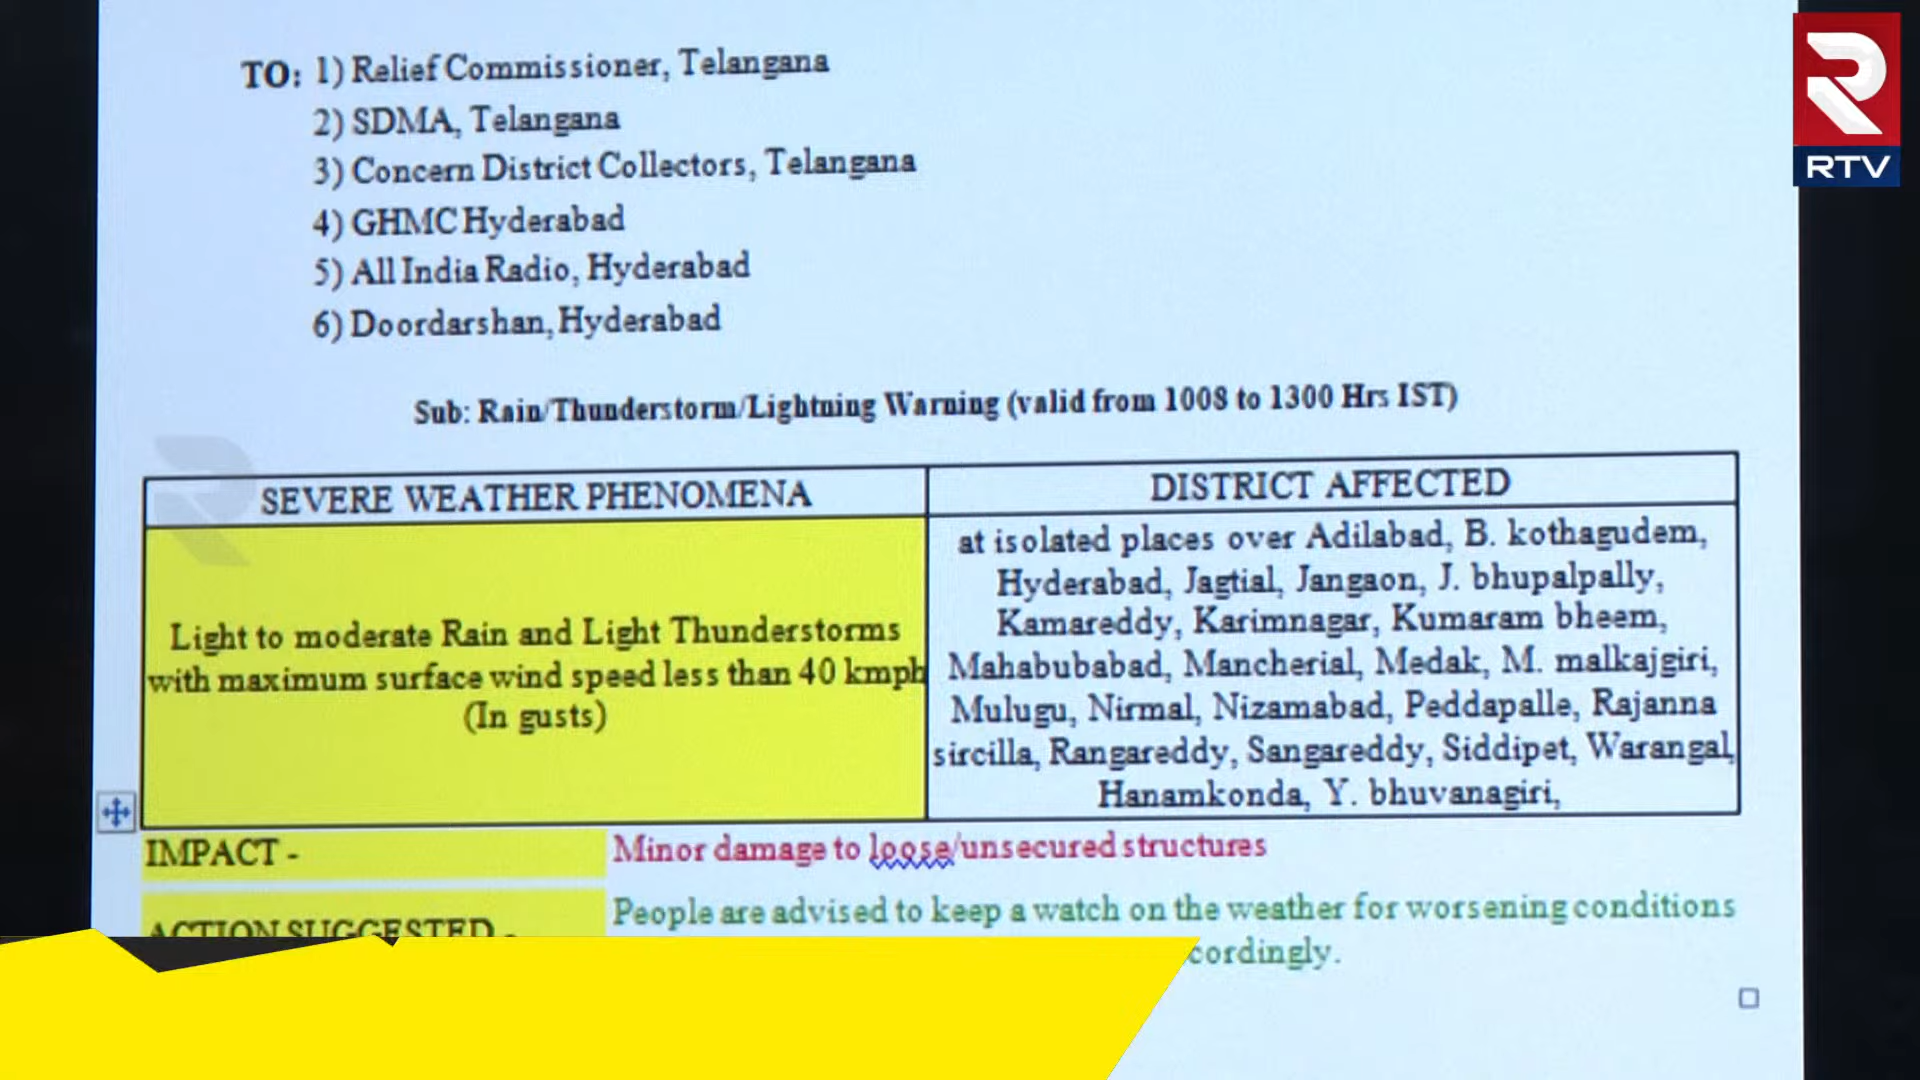 TO: 1) Relief Commissioner, Telangana
2) SDMA, Telangana
3) Concern District Collectors, Telangana
4) GHMC Hyderabad
5) All India Radio, Hyderabad
6) Doordarshan, Hyderabad
RTV
Sub: Rain/Thunderstorm/Lightning Warning (valid from 1008 to 1300 Hrs IST)
SEVERE WEATHER PHENOMENA
DISTRICT AFFECTED
Light to moderate Rain and Light Thunderstorms
with maximum surface wind speed less than 40 kmph
(In gusts)
at isolated places over Adilabad, B. kothagudem,
Hyderabad, Jagtial, Jangaon, J. bhupalpally,
Kamareddy, Karimnagar, Kumaram bheem,
Mahabubabad, Mancherial, Medak, M. malkajgiri,
Mulugu, Nirmal, Nizamabad, Peddapalle, Rajanna
sircilla, Rangareddy, Sangareddy, Siddipet, Warangal,
Hanamkonda, Y. bhuvanagiri,
IMPACT -
Minor damage to loose/unsecured structures
ACTION SUGGESTED -
People are advised to keep a watch on the weather for worsening conditions